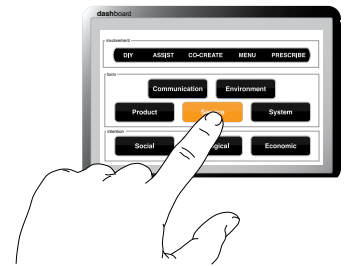 dashboard
involvement
DIY ASSIST CO-CREATE MENU PRESCRIBE
form
Communication Environment
Product System
intention
Social Economic